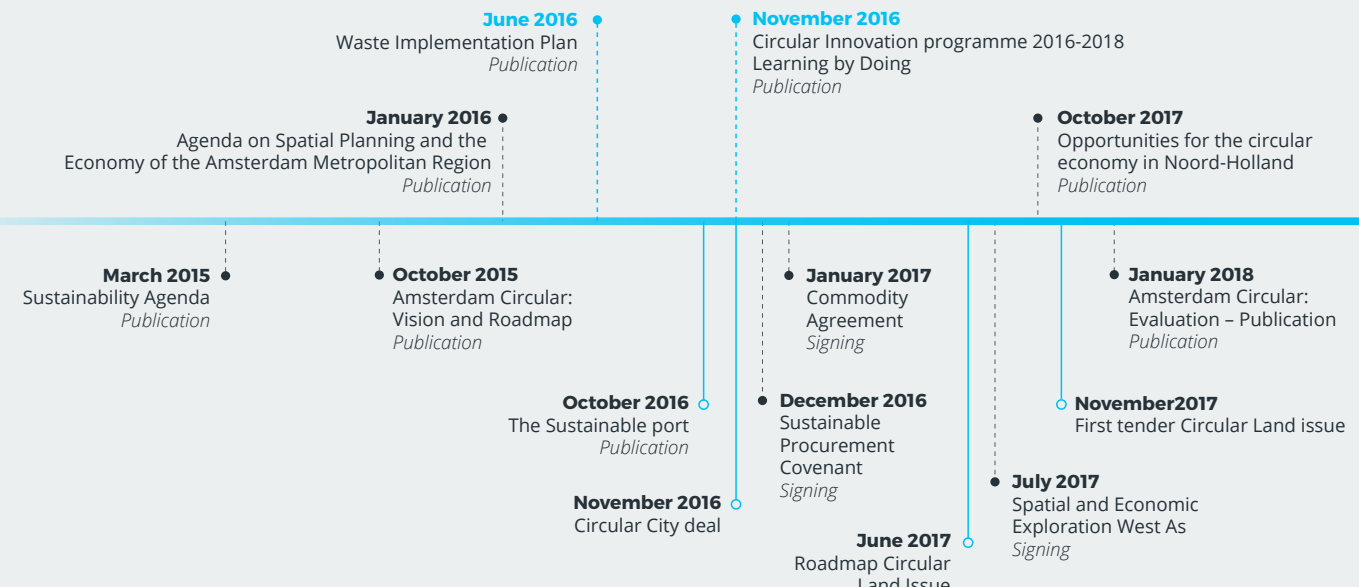 June 2016
Waste Implementation Plan
Publication
November 2016
Circular Innovation programme 2016-2018
Learning by Doing
Publication
January 2016
Agenda on Spatial Planning and the
Economy of the Amsterdam Metropolitan Region
Publication
October 2017
Opportunities for the circular
economy in Noord-Holland
Publication
March 2015
Sustainability Agenda
Publication
October 2015
Amsterdam Circular:
Vision and Roadmap
Publication
January 2017
Commodity
Agreement
Signing
January 2018
Amsterdam Circular:
Evaluation – Publication
Publication
October 2016
The Sustainable port
Publication
December 2016
Sustainable
Procurement
Covenant
Signing
November2017
First tender Circular Land issue
November 2016
Circular City deal
July 2017
Spatial and Economic
Exploration West As
Signing
June 2017
Roadmap Circular
Land Issue